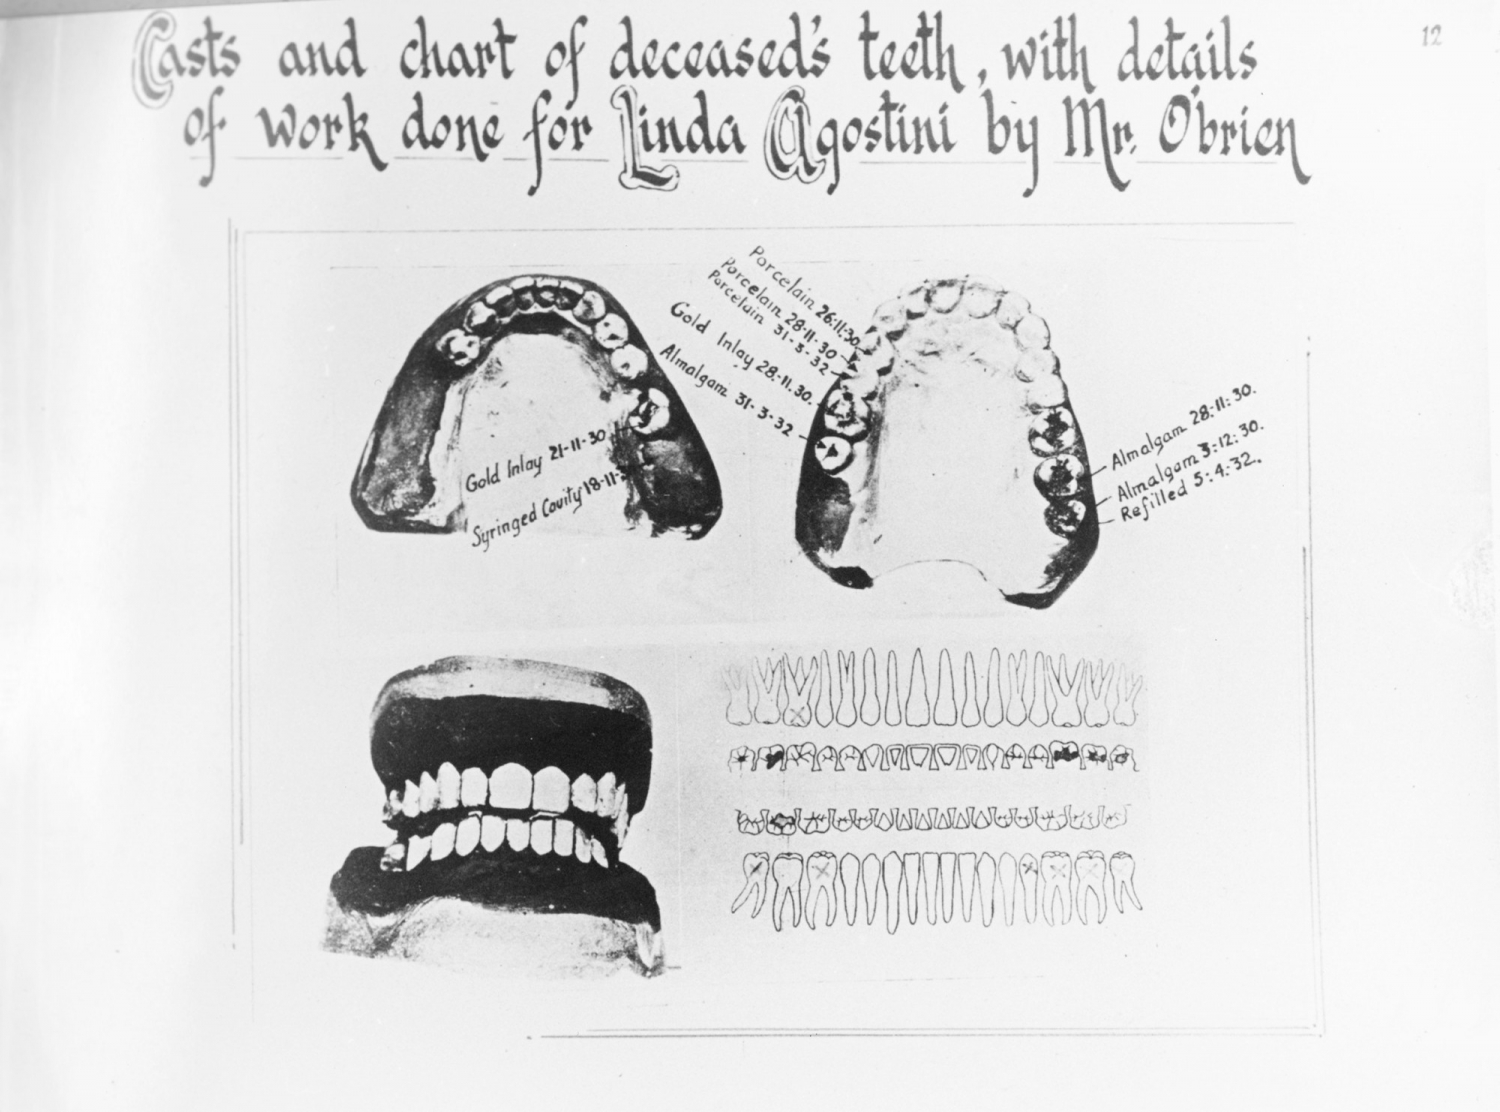 12
Casts and chart of deceased's teeth, with details
of work done for Linda Agostini by Mr. O'brien
Porcelain 26:11:30
Porcelain 28-11-30
Porcelain 31-3-32
Gold Inlay 28-11.30.
Almalgam 31-3-32
Gold Inlay 21-11-30
Syringed Cavity 18-11-
Almalgam 28:11:30.
Almalgam 3:12:30.
Refilled 5:4:32.